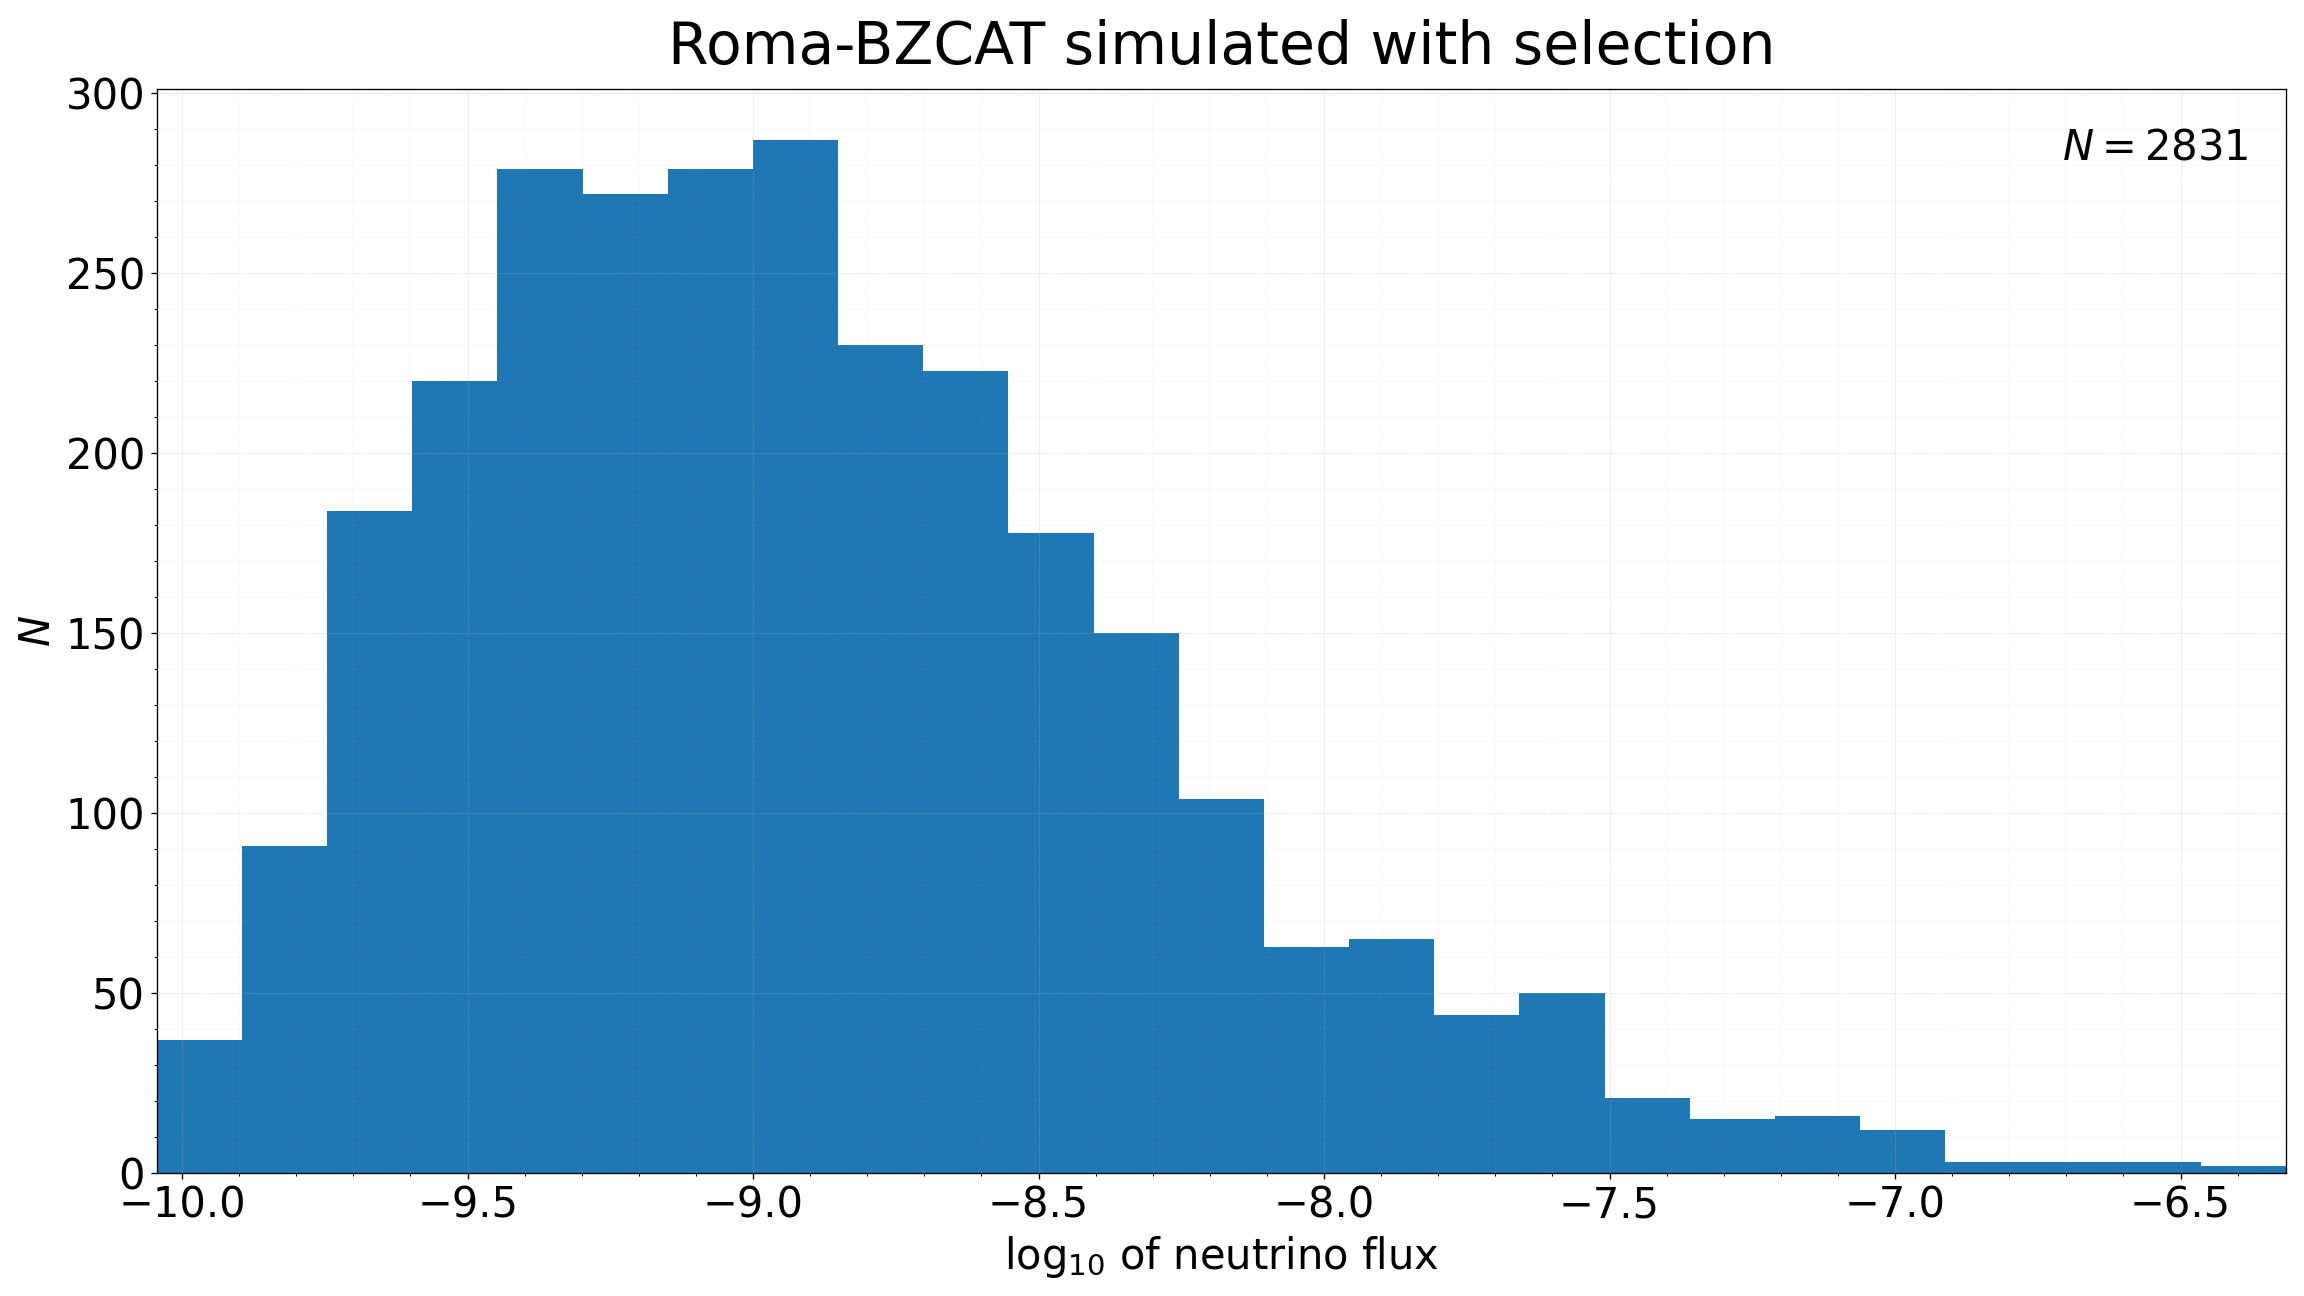 Roma-BZCAT simulated with selection
N = 2831
N
300
250
200
150
100
50
0
−10.0 −9.5 −9.0 −8.5 −8.0 −7.5 −7.0 −6.5
log₁₀ of neutrino flux